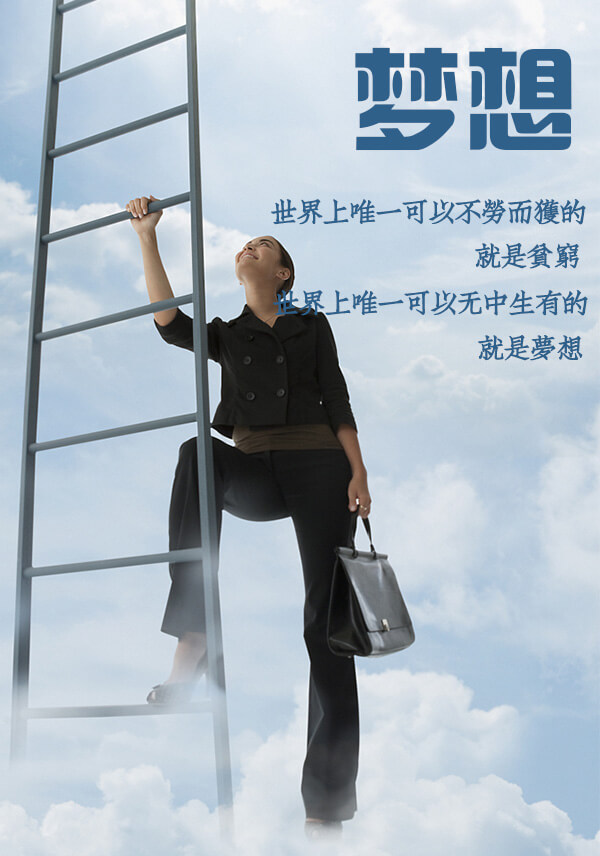 梦想
世界上唯一可以不勞而獲的
就是貧窮
世界上唯一可以无中生有的
就是夢想